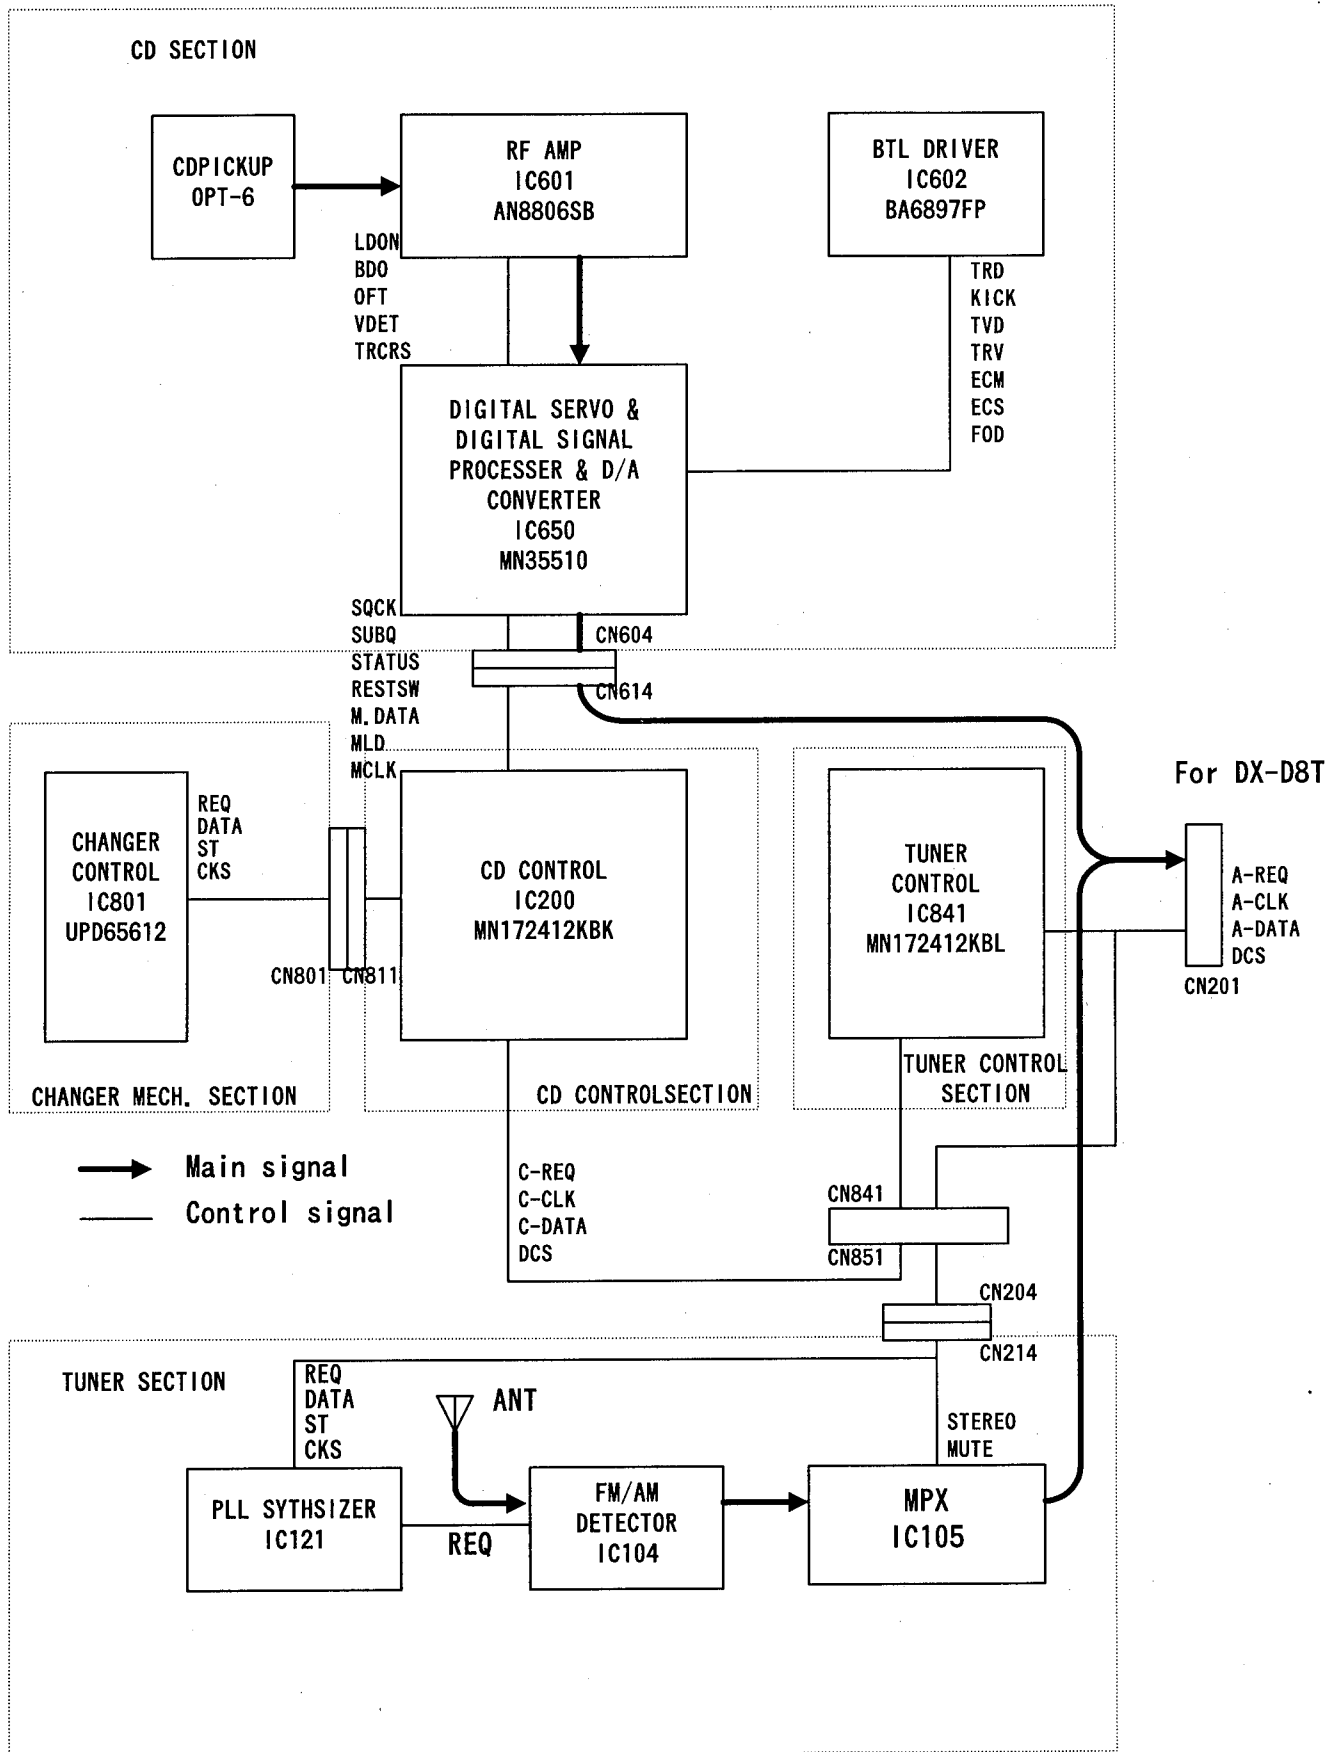 CD SECTION
CDPICKUP
OPT-6
RF AMP
IC601
AN8806SB
BTL DRIVER
IC602
BA6897FP
LDON
BDO
OFT
VDET
TRCRS
TRD
KICK
TVD
TRV
ECM
ECS
FOD
DIGITAL SERVO &
DIGITAL SIGNAL
PROCESSER & D/A
CONVERTER
IC650
MN35510
SQCK
SUBQ
STATUS
RESTSW
M.DATA
MLD
MCLK
CN604
CN614
For DX-D8T
CHANGER
CONTROL
IC801
UPD65612
REQ
DATA
ST
CKS
CN801
CN811
CD CONTROL
IC200
MN172412KBK
TUNER
CONTROL
IC841
MN172412KBL
A-REQ
A-CLK
A-DATA
DCS
CN201
CHANGER MECH. SECTION
CD CONTROLSECTION
TUNER CONTROL
SECTION
Main signal
Control signal
C-REQ
C-CLK
C-DATA
DCS
CN841
CN851
CN204
CN214
TUNER SECTION
REQ
DATA
ST
CKS
ANT
STEREO
MUTE
PLL SYTHSIZER
IC121
REQ
FM/AM
DETECTOR
IC104
MPX
IC105